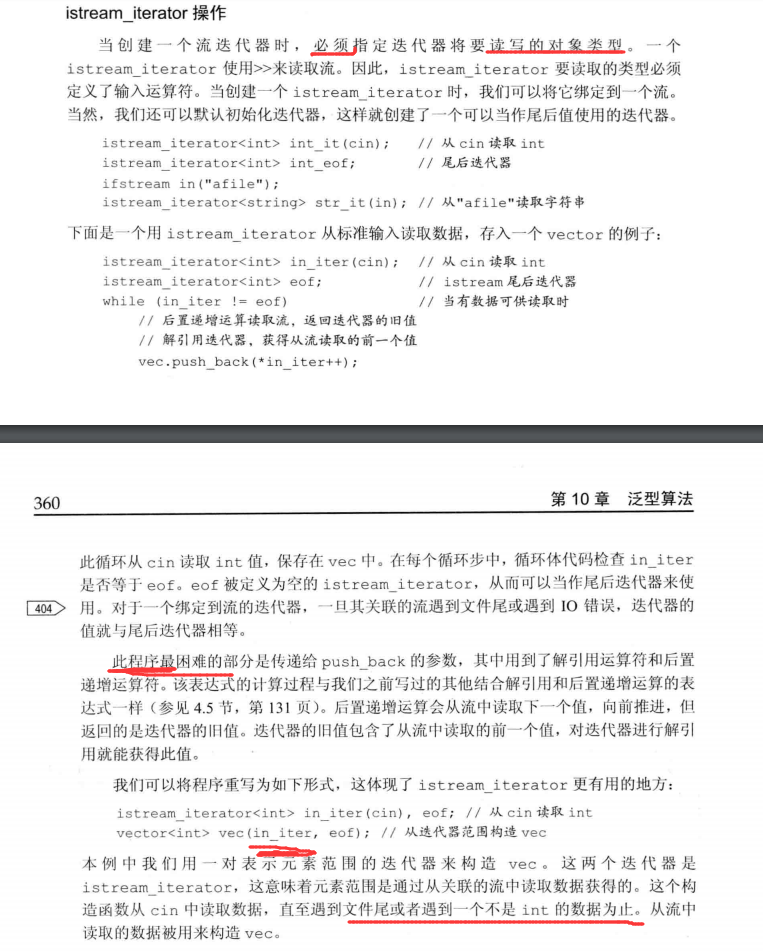 istream_iterator 操作
当创建一个流迭代器时，必须指定迭代器将要读写的对象类型。一个
istream_iterator 使用>>来读取流。因此，istream_iterator 要读取的类型必须
定义了输入运算符。当创建一个 istream_iterator 时，我们可以将它绑定到一个流。
当然，我们还可以默认初始化迭代器，这样就创建了一个可以当作尾后值使用的迭代器。
istream_iterator<int> int_it(cin); // 从 cin 读取 int
istream_iterator<int> int_eof; // 尾后迭代器
ifstream in("afile");
istream_iterator<string> str_it(in); // 从"afile"读取字符串
下面是一个用 istream_iterator 从标准输入读取数据，存入一个 vector 的例子：
istream_iterator<int> in_iter(cin); // 从 cin 读取 int
istream_iterator<int> eof; // istream 尾后迭代器
while (in_iter != eof) // 当有数据可供读取时
// 后置递增运算读取流，返回迭代器的旧值
// 解引用迭代器，获得从流读取的前一个值
vec.push_back(*in_iter++);
360 第 10 章 泛型算法
此循环从 cin 读取 int 值，保存在 vec 中。在每个循环步中，循环体代码检查 in_iter
是否等于 eof。eof 被定义为空的 istream_iterator，从而可以当作尾后迭代器来使
404 用。对于一个绑定到流的迭代器，一旦其关联的流遇到文件尾或遇到 IO 错误，迭代器的
值就与尾后迭代器相等。
此程序最困难的部分是传递给 push_back 的参数，其中用到了解引用运算符和后置
递增运算符。该表达式的计算过程与我们之前写过的其他结合解引用和后置递增运算的表
达式一样（参见 4.5 节，第 131 页）。后置递增运算会从流中读取下一个值，向前推进，但
返回的是迭代器的旧值。迭代器的旧值包含了从流中读取的前一个值，对迭代器进行解引
用就能获得此值。
我们可以将程序重写为如下形式，这体现了 istream_iterator 更有用的地方：
istream_iterator<int> in_iter(cin), eof; // 从 cin 读取 int
vector<int> vec(in_iter, eof); // 从迭代器范围构造 vec
本例中我们用一对表示元素范围的迭代器来构造 vec。这两个迭代器是
istream_iterator，这意味着元素范围是通过从关联的流中读取数据获得的。这个构
造函数从 cin 中读取数据，直至遇到文件尾或者遇到一个不是 int 的数据为止。从流中
读取的数据被用来构造 vec。